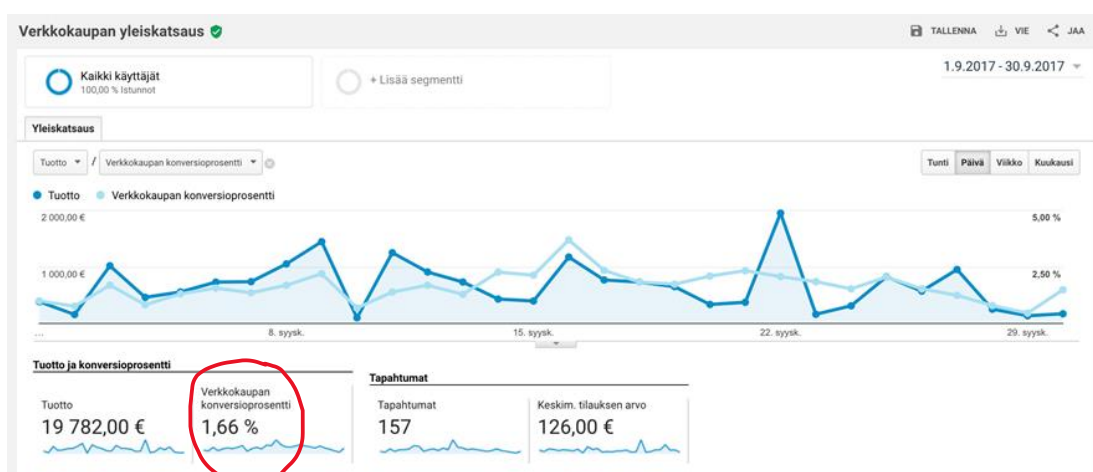 Verkkokaupan yleiskatsaus
TALLENNA VIE JAA
Kaikki käyttäjät
100,00 % Istunnot
+ Lisää segmentti
1.9.2017 - 30.9.2017
Yleiskatsaus
Tuotto / Verkkokaupan konversioprosentti
Tunti Päivä Viikko Kuukausi
Tuotto Verkkokaupan konversioprosentti
2 000,00 € 5,00 %
1 000,00 € 2,50 %
... 8. syysk. 15. syysk. 22. syysk. 29. syysk.
Tuotto ja konversioprosentti
Tuotto
19 782,00 €
Verkkokaupan
konversioprosentti
1,66 %
Tapahtumat
Tapahtumat
157
Keskim. tilauksen arvo
126,00 €